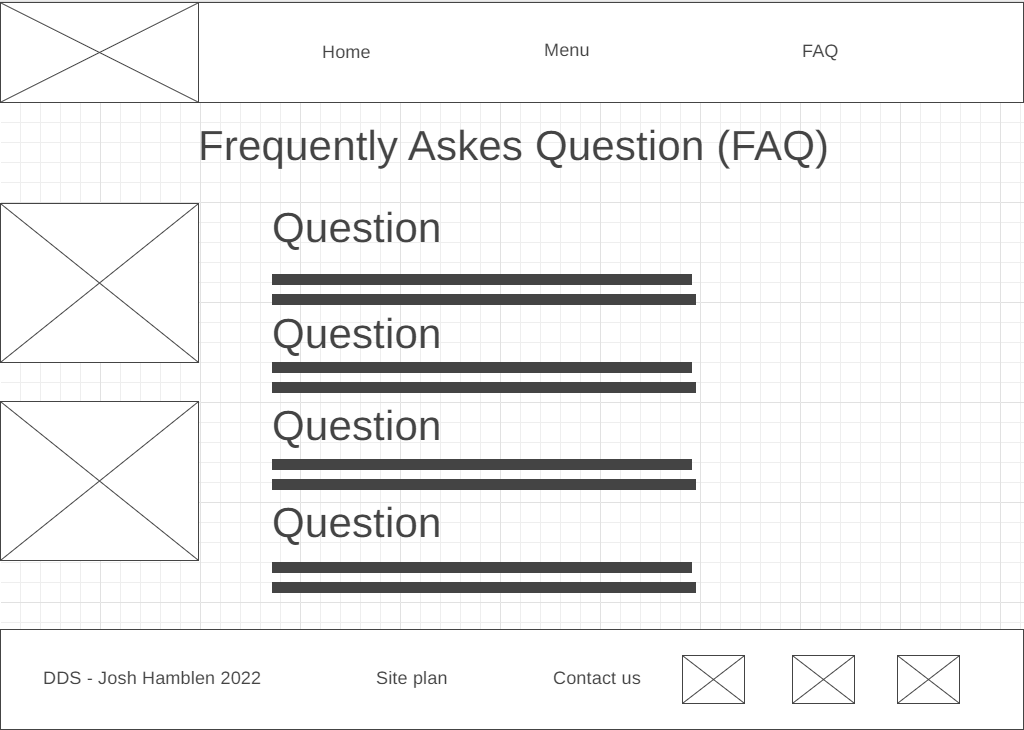 Home Menu FAQ
Frequently Askes Question (FAQ)
Question
Question
Question
Question
DDS - Josh Hamblen 2022 Site plan Contact us